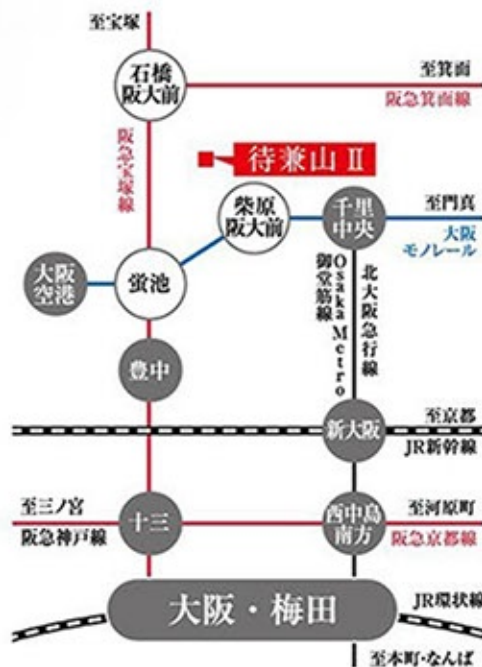 至宝塚
石橋
阪大前
至箕面
阪急箕面線
阪急宝塚線
待兼山 II
柴原
阪大前
千里
中央
至門真
大阪
モノレール
大阪
空港
蛍池
Osaka Metro
御堂筋線
北大阪急行線
豊中
新大阪
至京都
JR新幹線
至三ノ宮
阪急神戸線
十三
西中島
南方
至河原町
阪急京都線
大阪・梅田
JR環状線
至本町・なんば